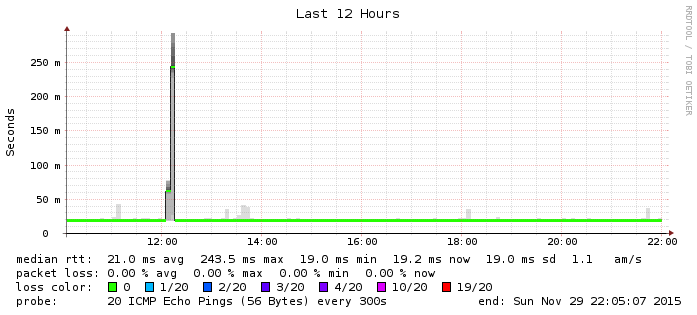 Last 12 Hours
RRDTOOL / TOBI OETIKER
Seconds
250 m
200 m
150 m
100 m
50 m
0
12:00 14:00 16:00 18:00 20:00 22:00
median rtt: 21.0 ms avg 243.5 ms max 19.0 ms min 19.2 ms now 19.0 ms sd 1.1 am/s
packet loss: 0.00 % avg 0.00 % max 0.00 % min 0.00 % now
loss color: 0 1/20 2/20 3/20 4/20 10/20 19/20
probe: 20 ICMP Echo Pings (56 Bytes) every 300s end: Sun Nov 29 22:05:07 2015